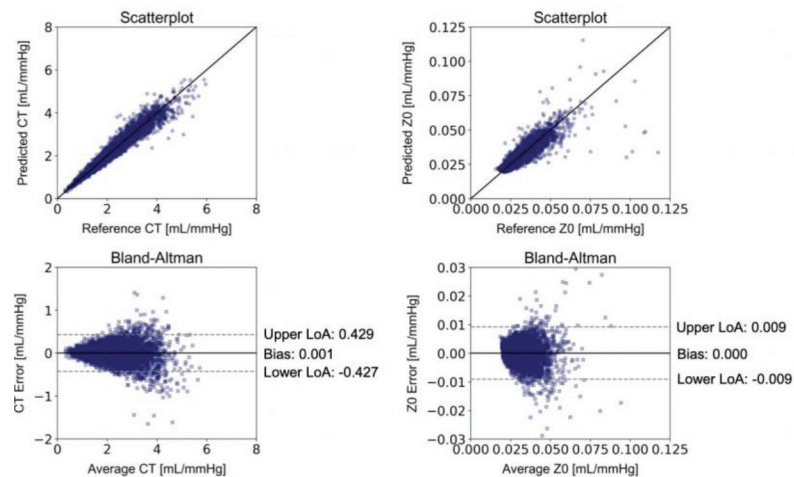 Scatterplot
8
6
4
2
0
Predicted CT [mL/mmHg]
0 2 4 6 8
Reference CT [mL/mmHg]
Scatterplot
0.125
0.100
0.075
0.050
0.025
0.000
Predicted Z0 [mL/mmHg]
0.000 0.025 0.050 0.075 0.100 0.125
Reference Z0 [mL/mmHg]
Bland-Altman
2
1
0
−1
−2
CT Error [mL/mmHg]
Upper LoA: 0.429
Bias: 0.001
Lower LoA: -0.427
0 2 4 6 8
Average CT [mL/mmHg]
Bland-Altman
0.03
0.02
0.01
0.00
−0.01
−0.02
−0.03
Z0 Error [mL/mmHg]
Upper LoA: 0.009
Bias: 0.000
Lower LoA: -0.009
0.000 0.025 0.050 0.075 0.100 0.125
Average Z0 [mL/mmHg]